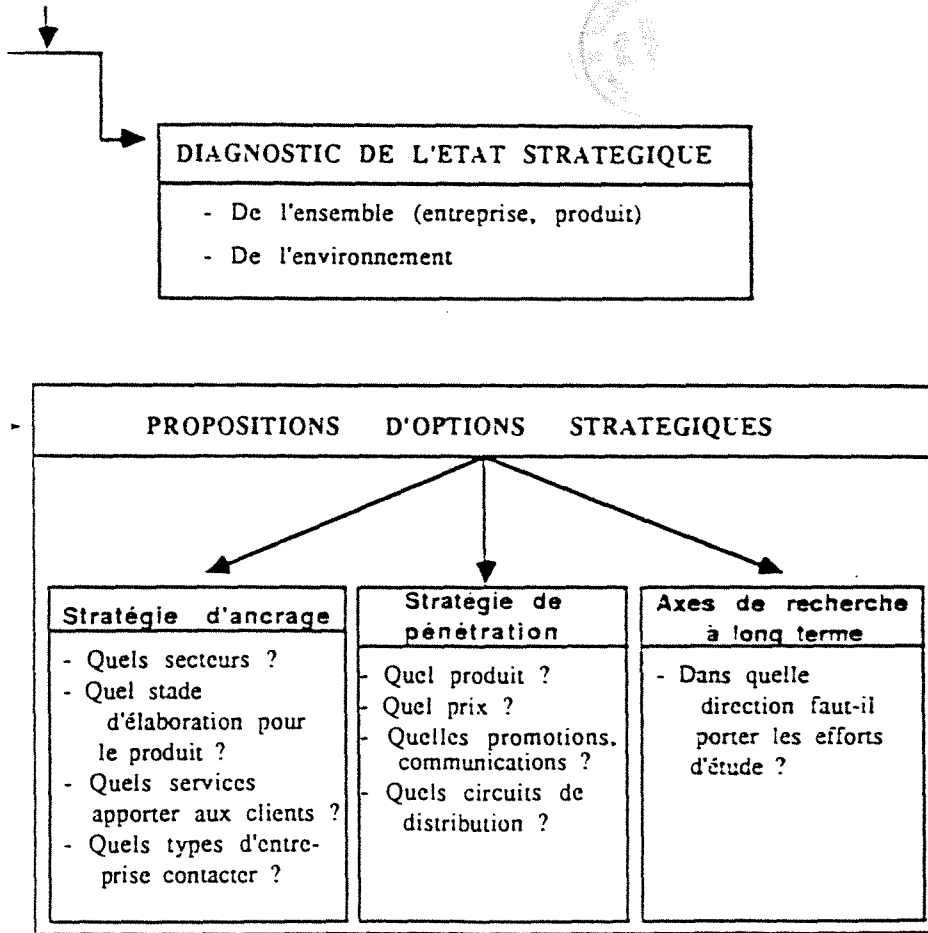 DIAGNOSTIC DE L'ETAT STRATEGIQUE
- De l'ensemble (entreprise, produit)
- De l'environnement
PROPOSITIONS D'OPTIONS STRATEGIQUES
Stratégie d'ancrage
- Quels secteurs ?
- Quel stade
d'élaboration pour
le produit ?
- Quels services
apporter aux clients ?
- Quels types d'entre-
prise contacter ?
Stratégie de
pénétration
- Quel produit ?
- Quel prix ?
- Quelles promotions,
communications ?
- Quels circuits de
distribution ?
Axes de recherche
à long terme
- Dans quelle
direction faut-il
porter les efforts
d'étude ?